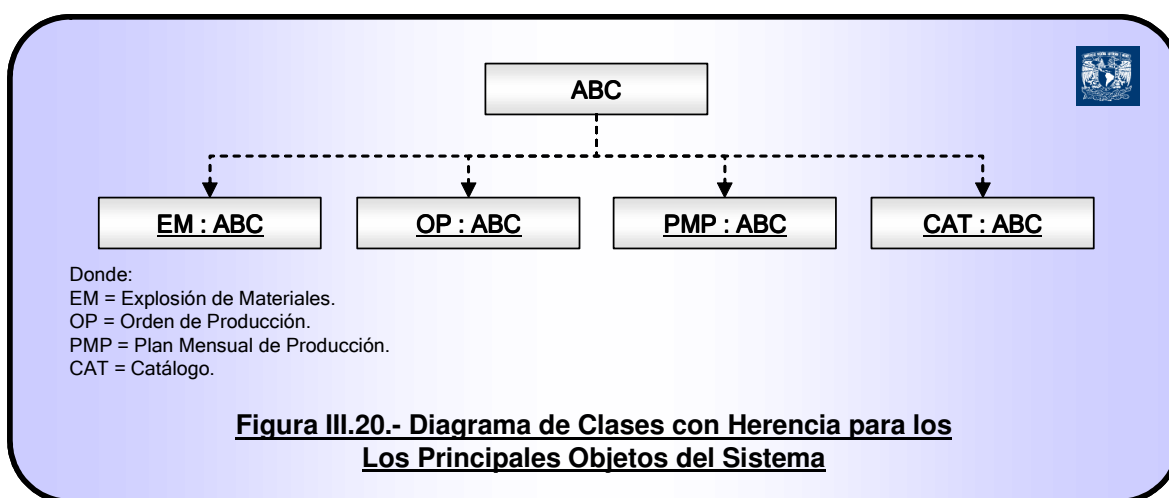 ABC
EM : ABC
OP : ABC
PMP : ABC
CAT : ABC
Donde:
EM = Explosión de Materiales.
OP = Orden de Producción.
PMP = Plan Mensual de Producción.
CAT = Catálogo.
Figura III.20.- Diagrama de Clases con Herencia para los
Los Principales Objetos del Sistema